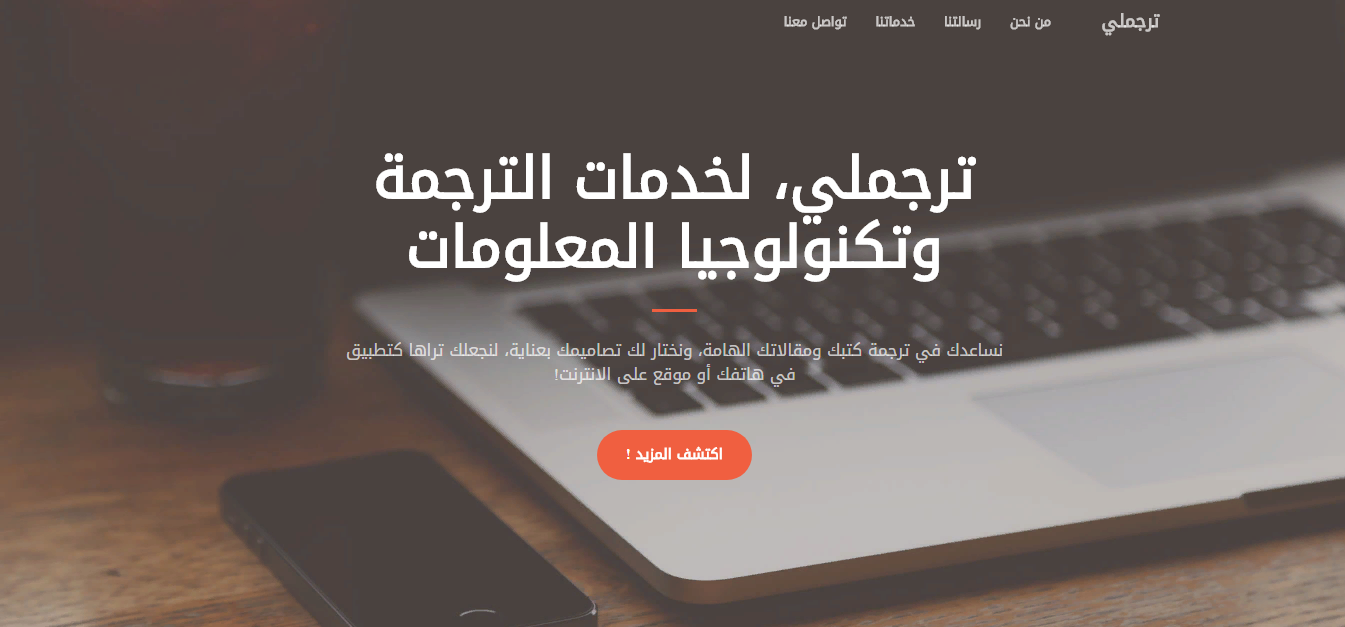 ترجملي
من نحن
رسالتنا
خدماتنا
تواصل معنا
ترجملي، لخدمات الترجمة
وتكنولوجيا المعلومات
نساعدك في ترجمة كتبك ومقالاتك الهامة، ونختار لك تصاميمك بعناية، لنجعلك تراها كتطبيق
في هاتفك أو موقع على الانترنت!
اكتشف المزيد !